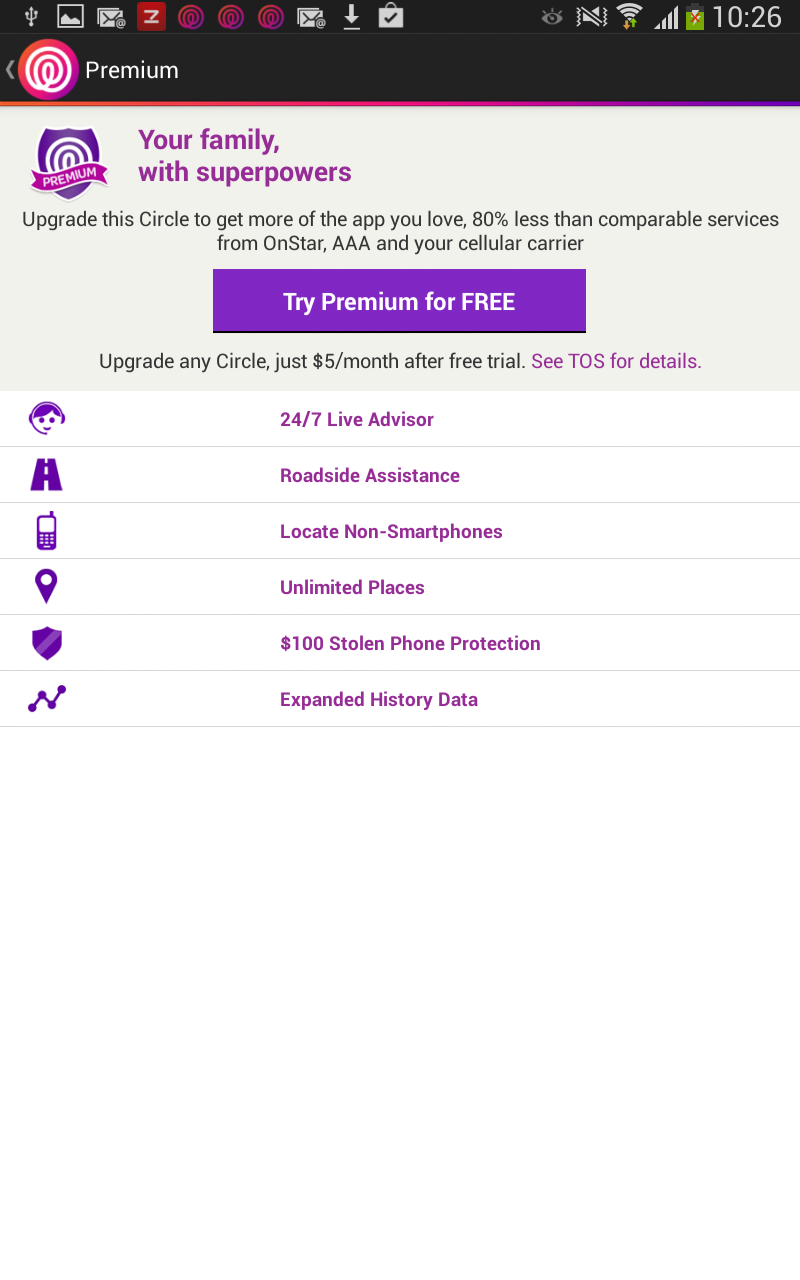 10:26
Premium
PREMIUM
Your family,
with superpowers
Upgrade this Circle to get more of the app you love, 80% less than comparable services
from OnStar, AAA and your cellular carrier
Try Premium for FREE
Upgrade any Circle, just $5/month after free trial. See TOS for details.
24/7 Live Advisor
Roadside Assistance
Locate Non-Smartphones
Unlimited Places
$100 Stolen Phone Protection
Expanded History Data